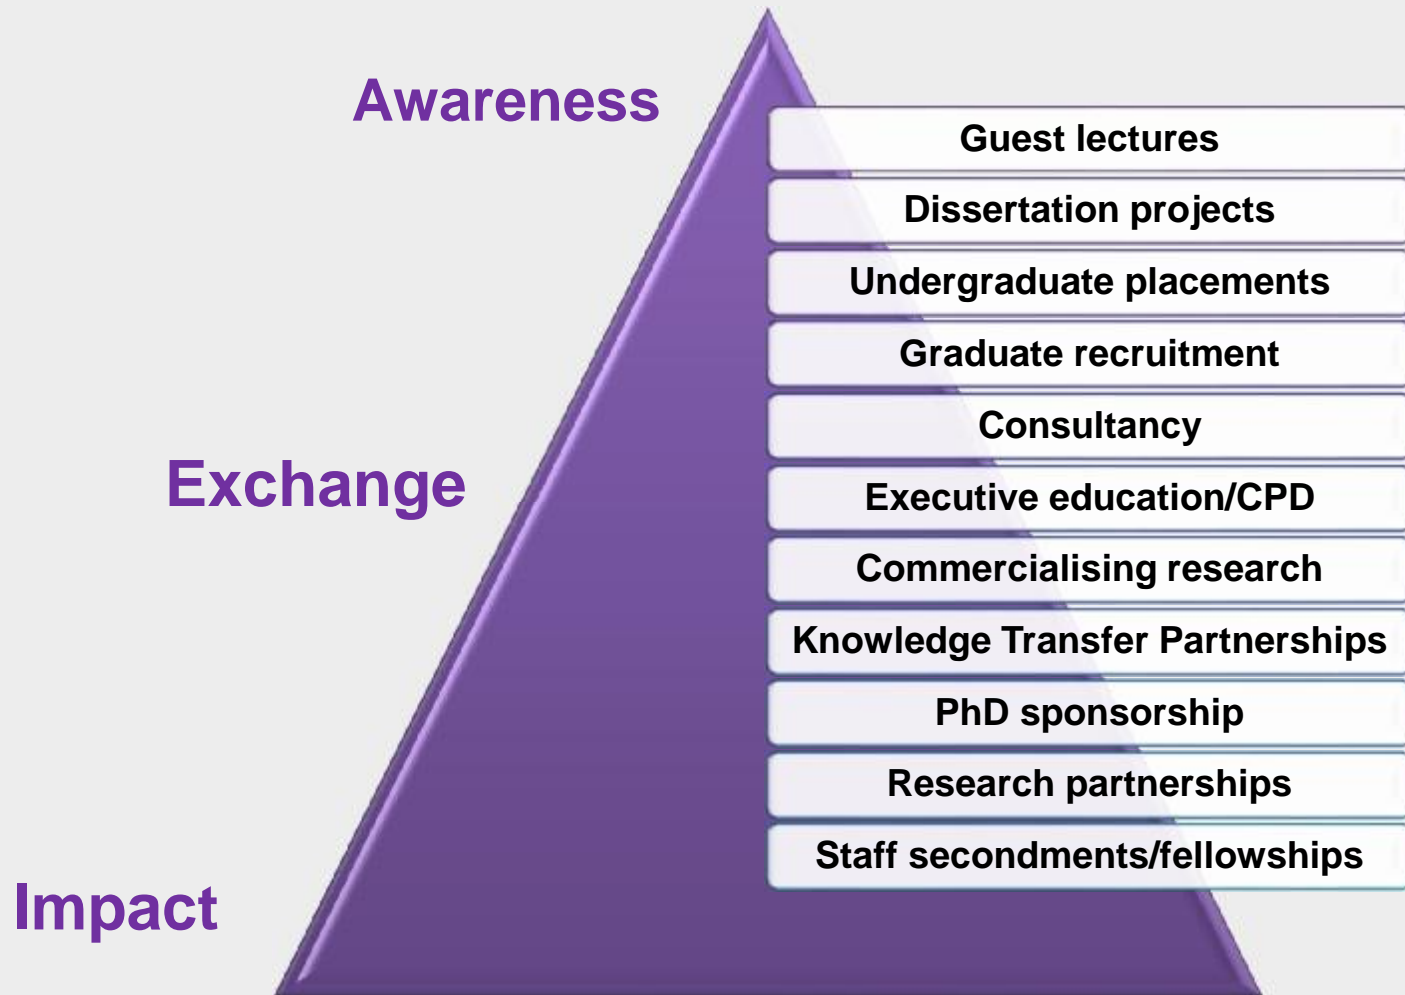 Awareness
Guest lectures
Dissertation projects
Undergraduate placements
Graduate recruitment
Consultancy
Exchange
Executive education/CPD
Commercialising research
Knowledge Transfer Partnerships
PhD sponsorship
Research partnerships
Staff secondments/fellowships
Impact